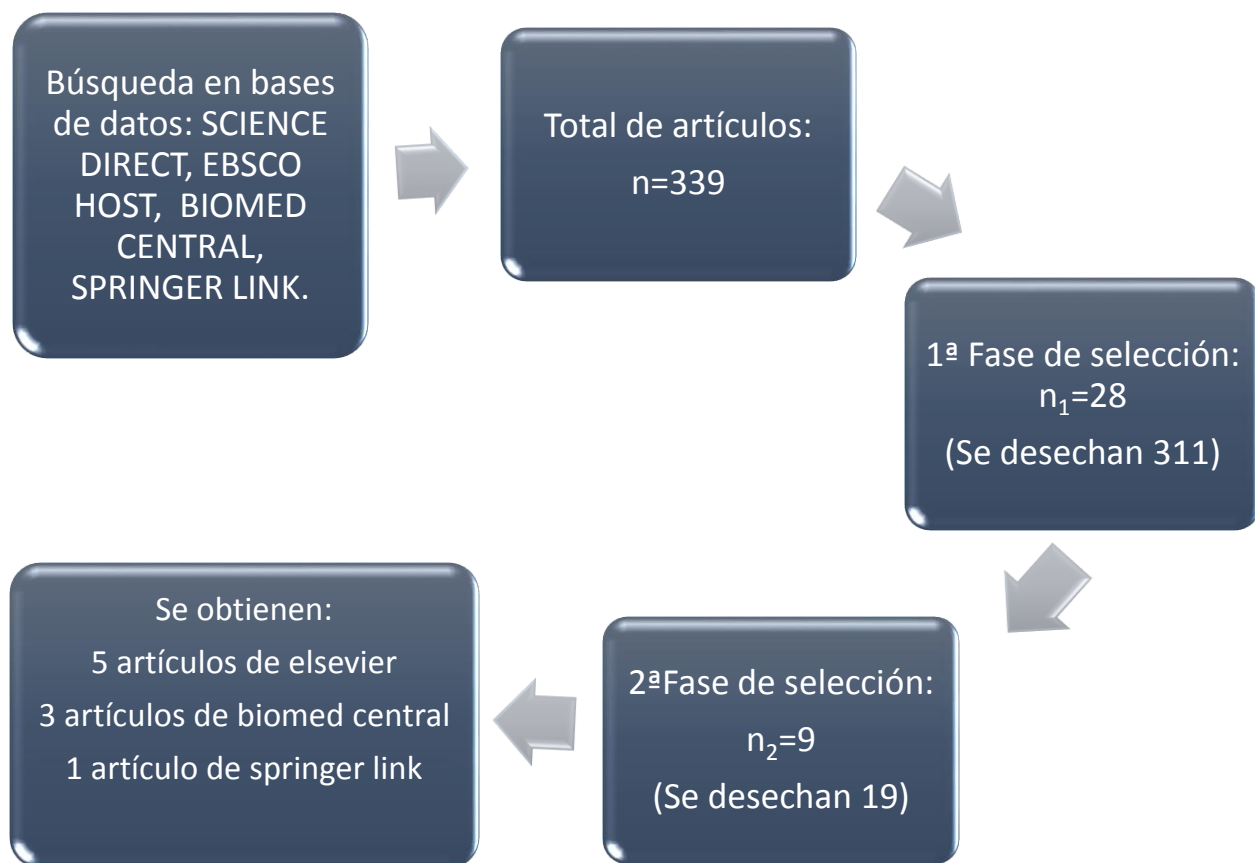 Búsqueda en bases
de datos: SCIENCE
DIRECT, EBSCO
HOST, BIOMED
CENTRAL,
SPRINGER LINK.
Total de artículos:
n=339
1ª Fase de selección:
n₁=28
(Se desechan 311)
2ªFase de selección:
n₂=9
(Se desechan 19)
Se obtienen:
5 artículos de elsevier
3 artículos de biomed central
1 artículo de springer link